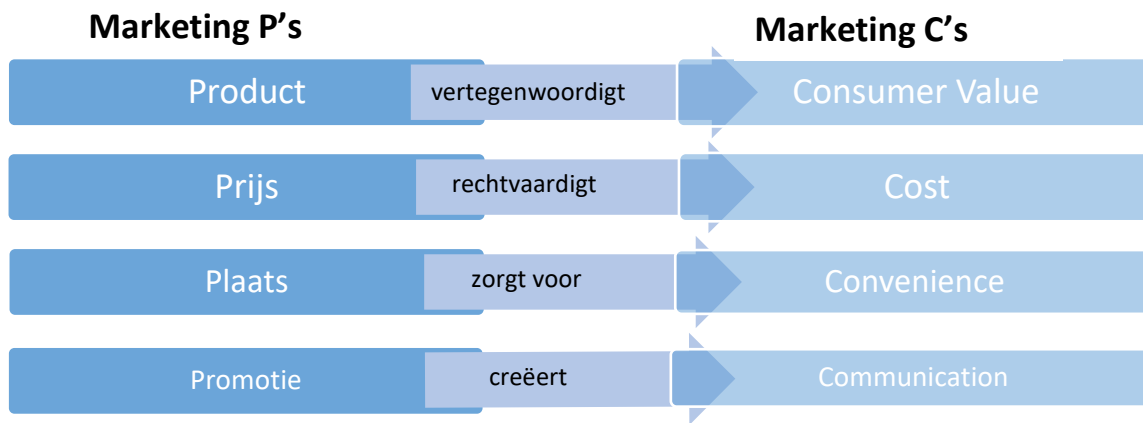 Marketing P’s
Marketing C’s
Product vertegenwoordigt Consumer Value
Prijs rechtvaardigt Cost
Plaats zorgt voor Convenience
Promotie creëert Communication